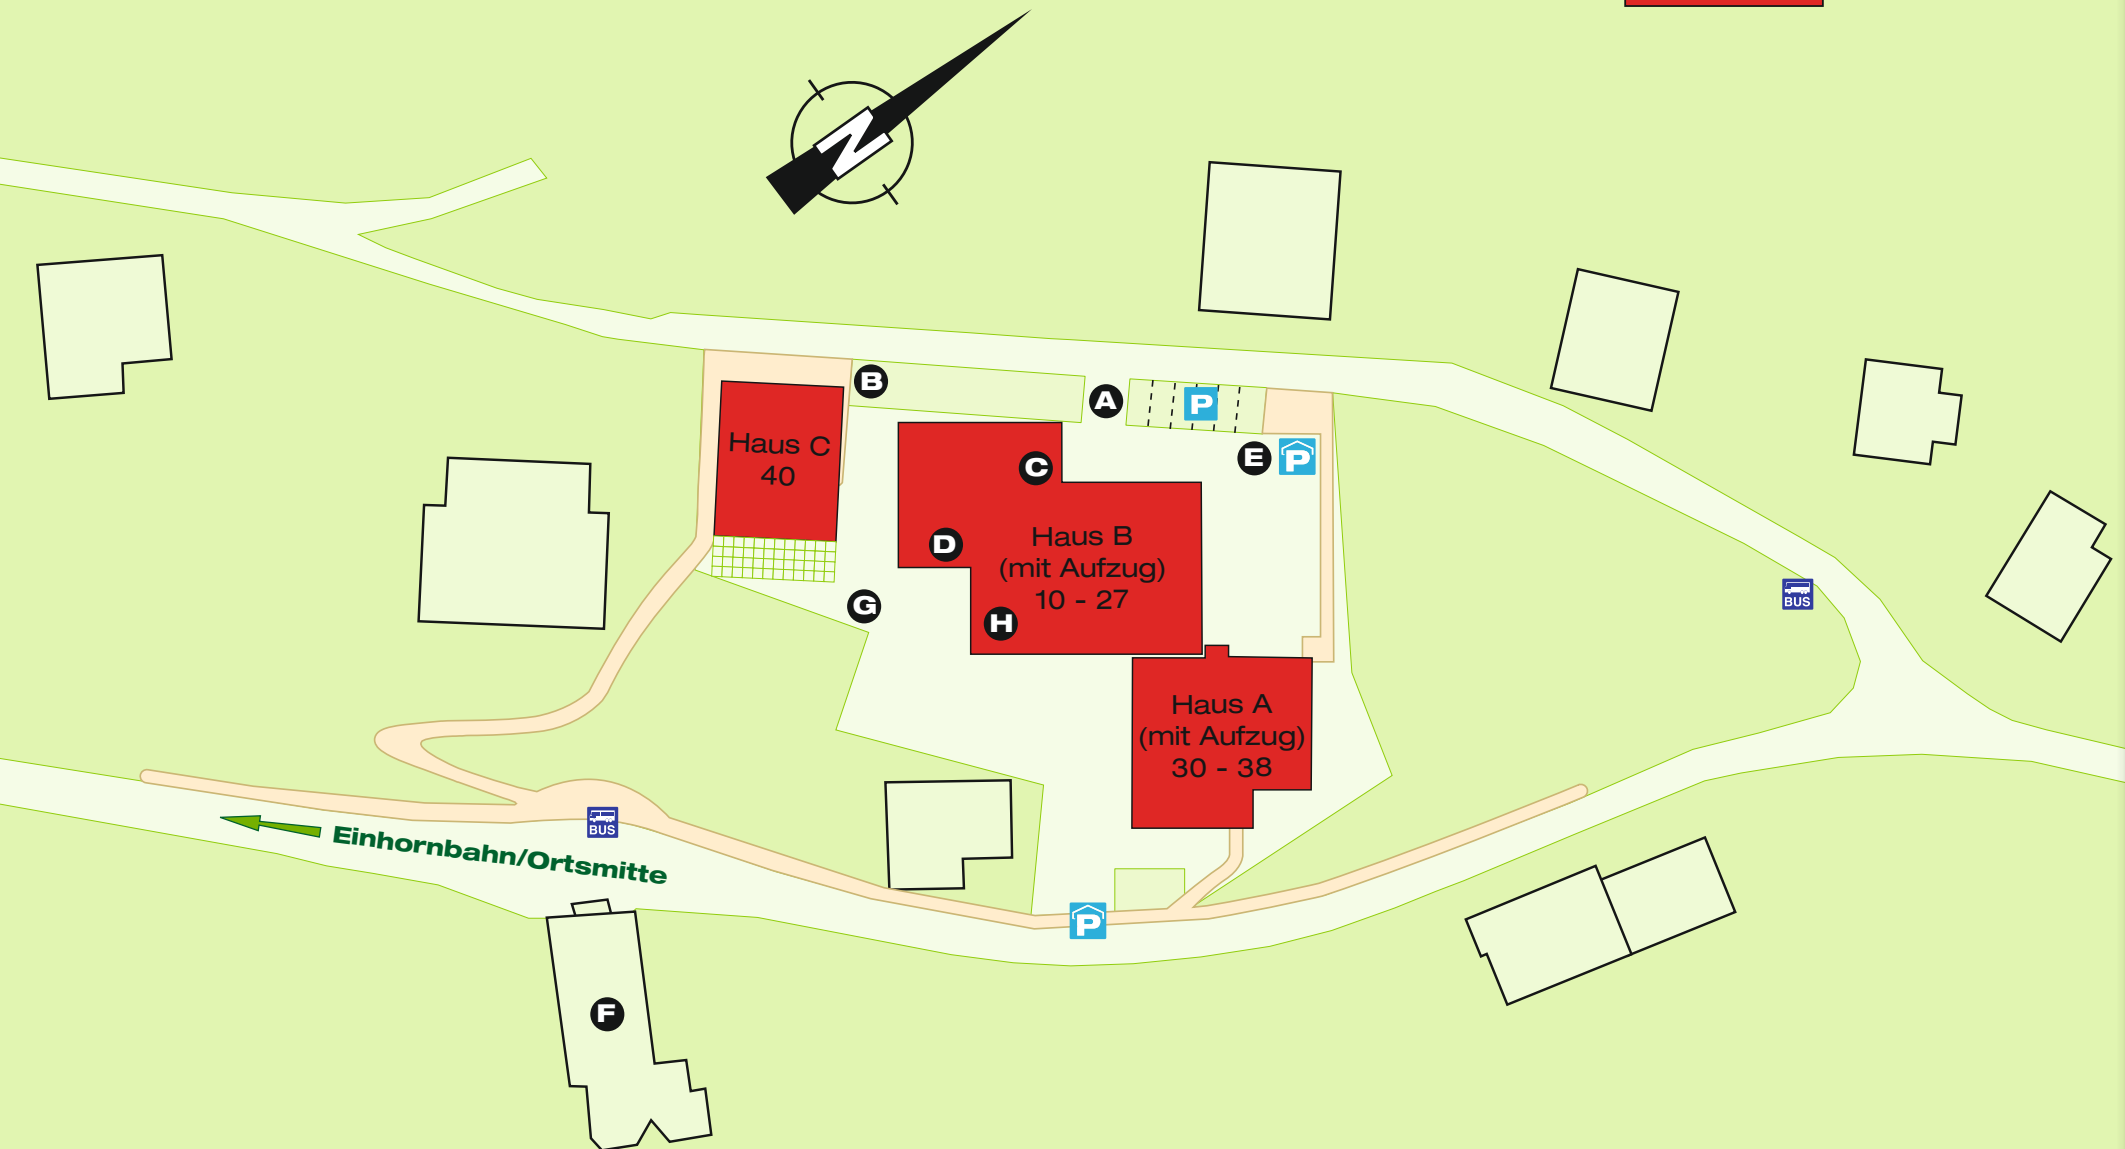 N
B
A
P
Haus C
40
C
E
P
D
Haus B
(mit Aufzug)
10 - 27
BUS
G
H
Haus A
(mit Aufzug)
30 - 38
BUS
Einhornbahn/Ortsmitte
P
F